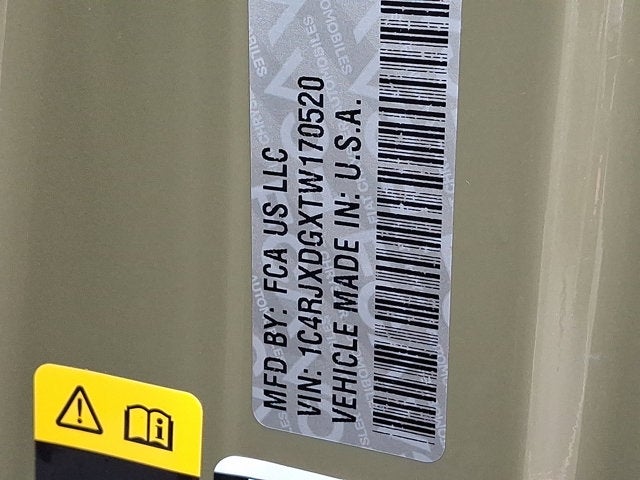 MFD BY: FCA US LLC
VIN: 1C4RJXDGXTW170520
VEHICLE MADE IN: U.S.A.